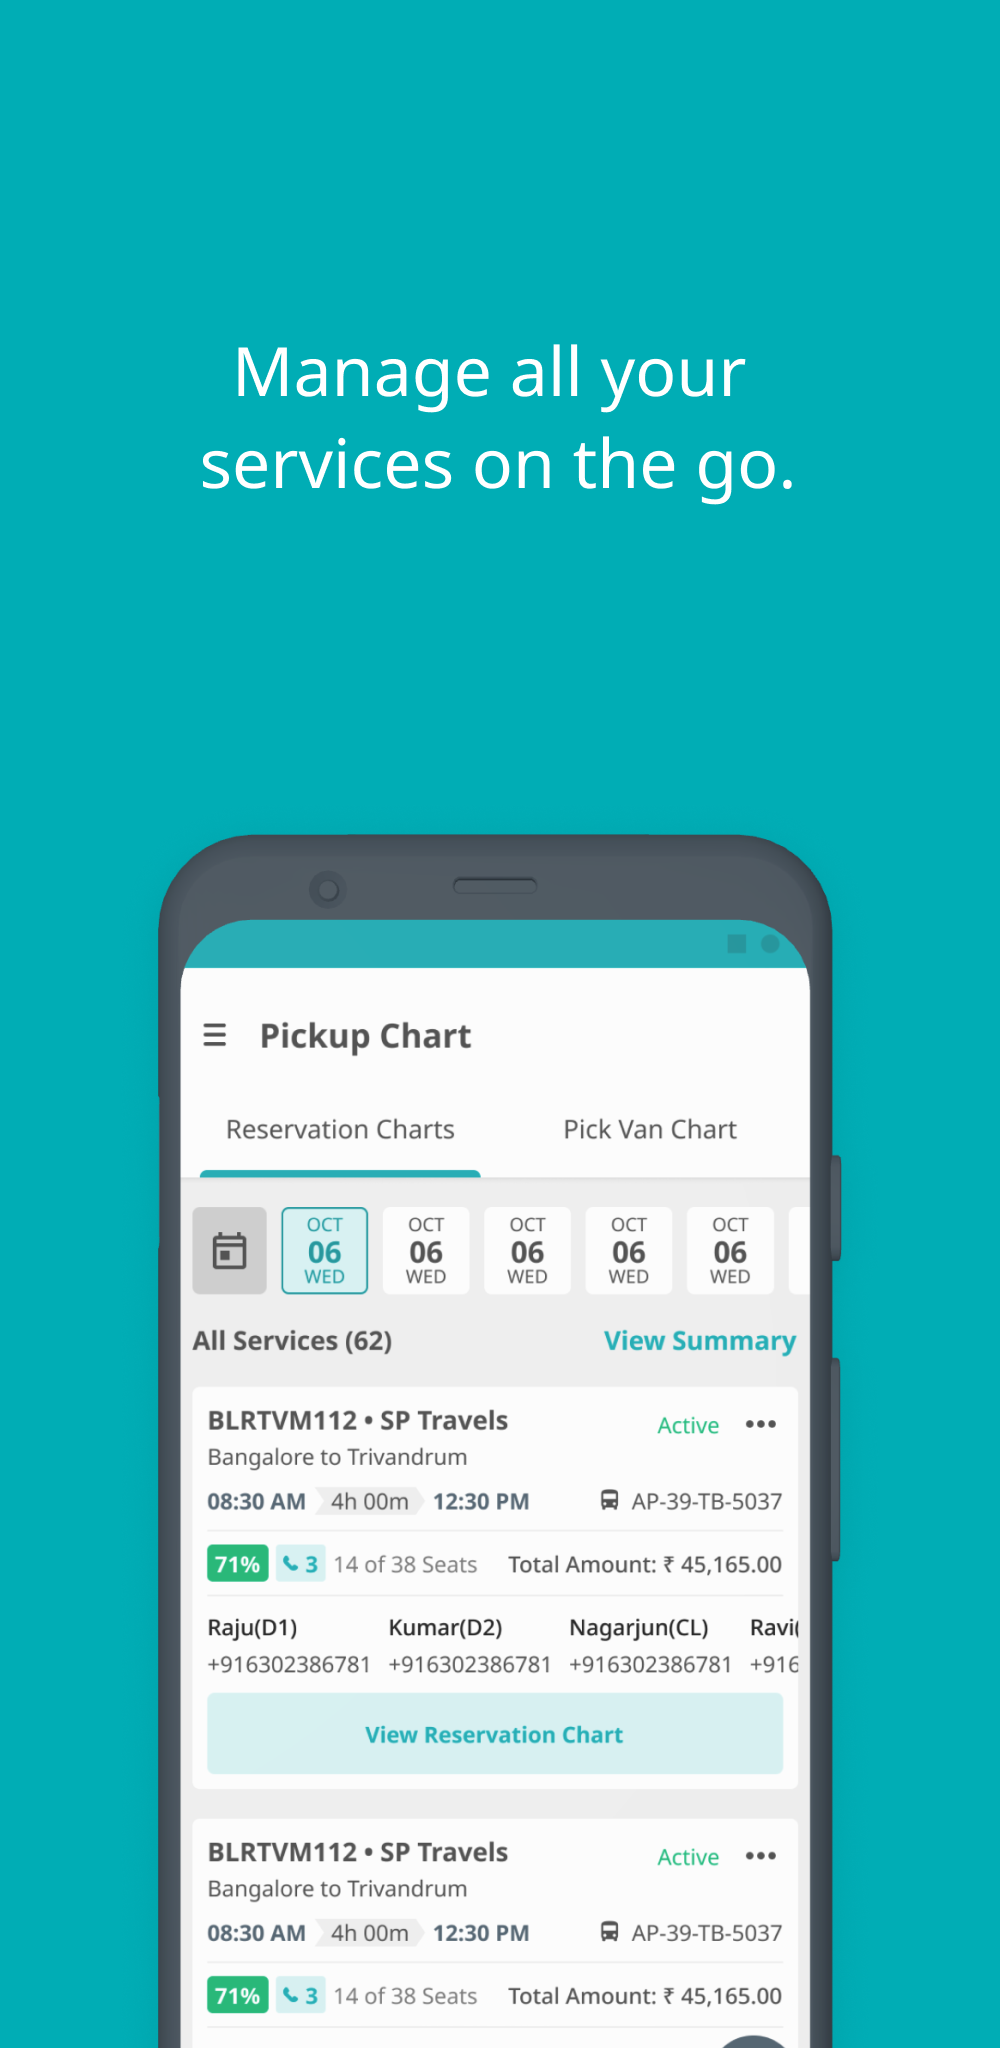 Manage all your
services on the go.
Pickup Chart
Reservation Charts Pick Van Chart
OCT OCT OCT OCT OCT
06 06 06 06 06
WED WED WED WED WED
All Services (62) View Summary
BLRTVM112 • SP Travels Active
Bangalore to Trivandrum
08:30 AM 4h 00m 12:30 PM AP-39-TB-5037
71% 3 14 of 38 Seats Total Amount: ₹ 45,165.00
Raju(D1) Kumar(D2) Nagarjun(CL) Ravi(
+916302386781 +916302386781 +916302386781 +916
View Reservation Chart
BLRTVM112 • SP Travels Active
Bangalore to Trivandrum
08:30 AM 4h 00m 12:30 PM AP-39-TB-5037
71% 3 14 of 38 Seats Total Amount: ₹ 45,165.00